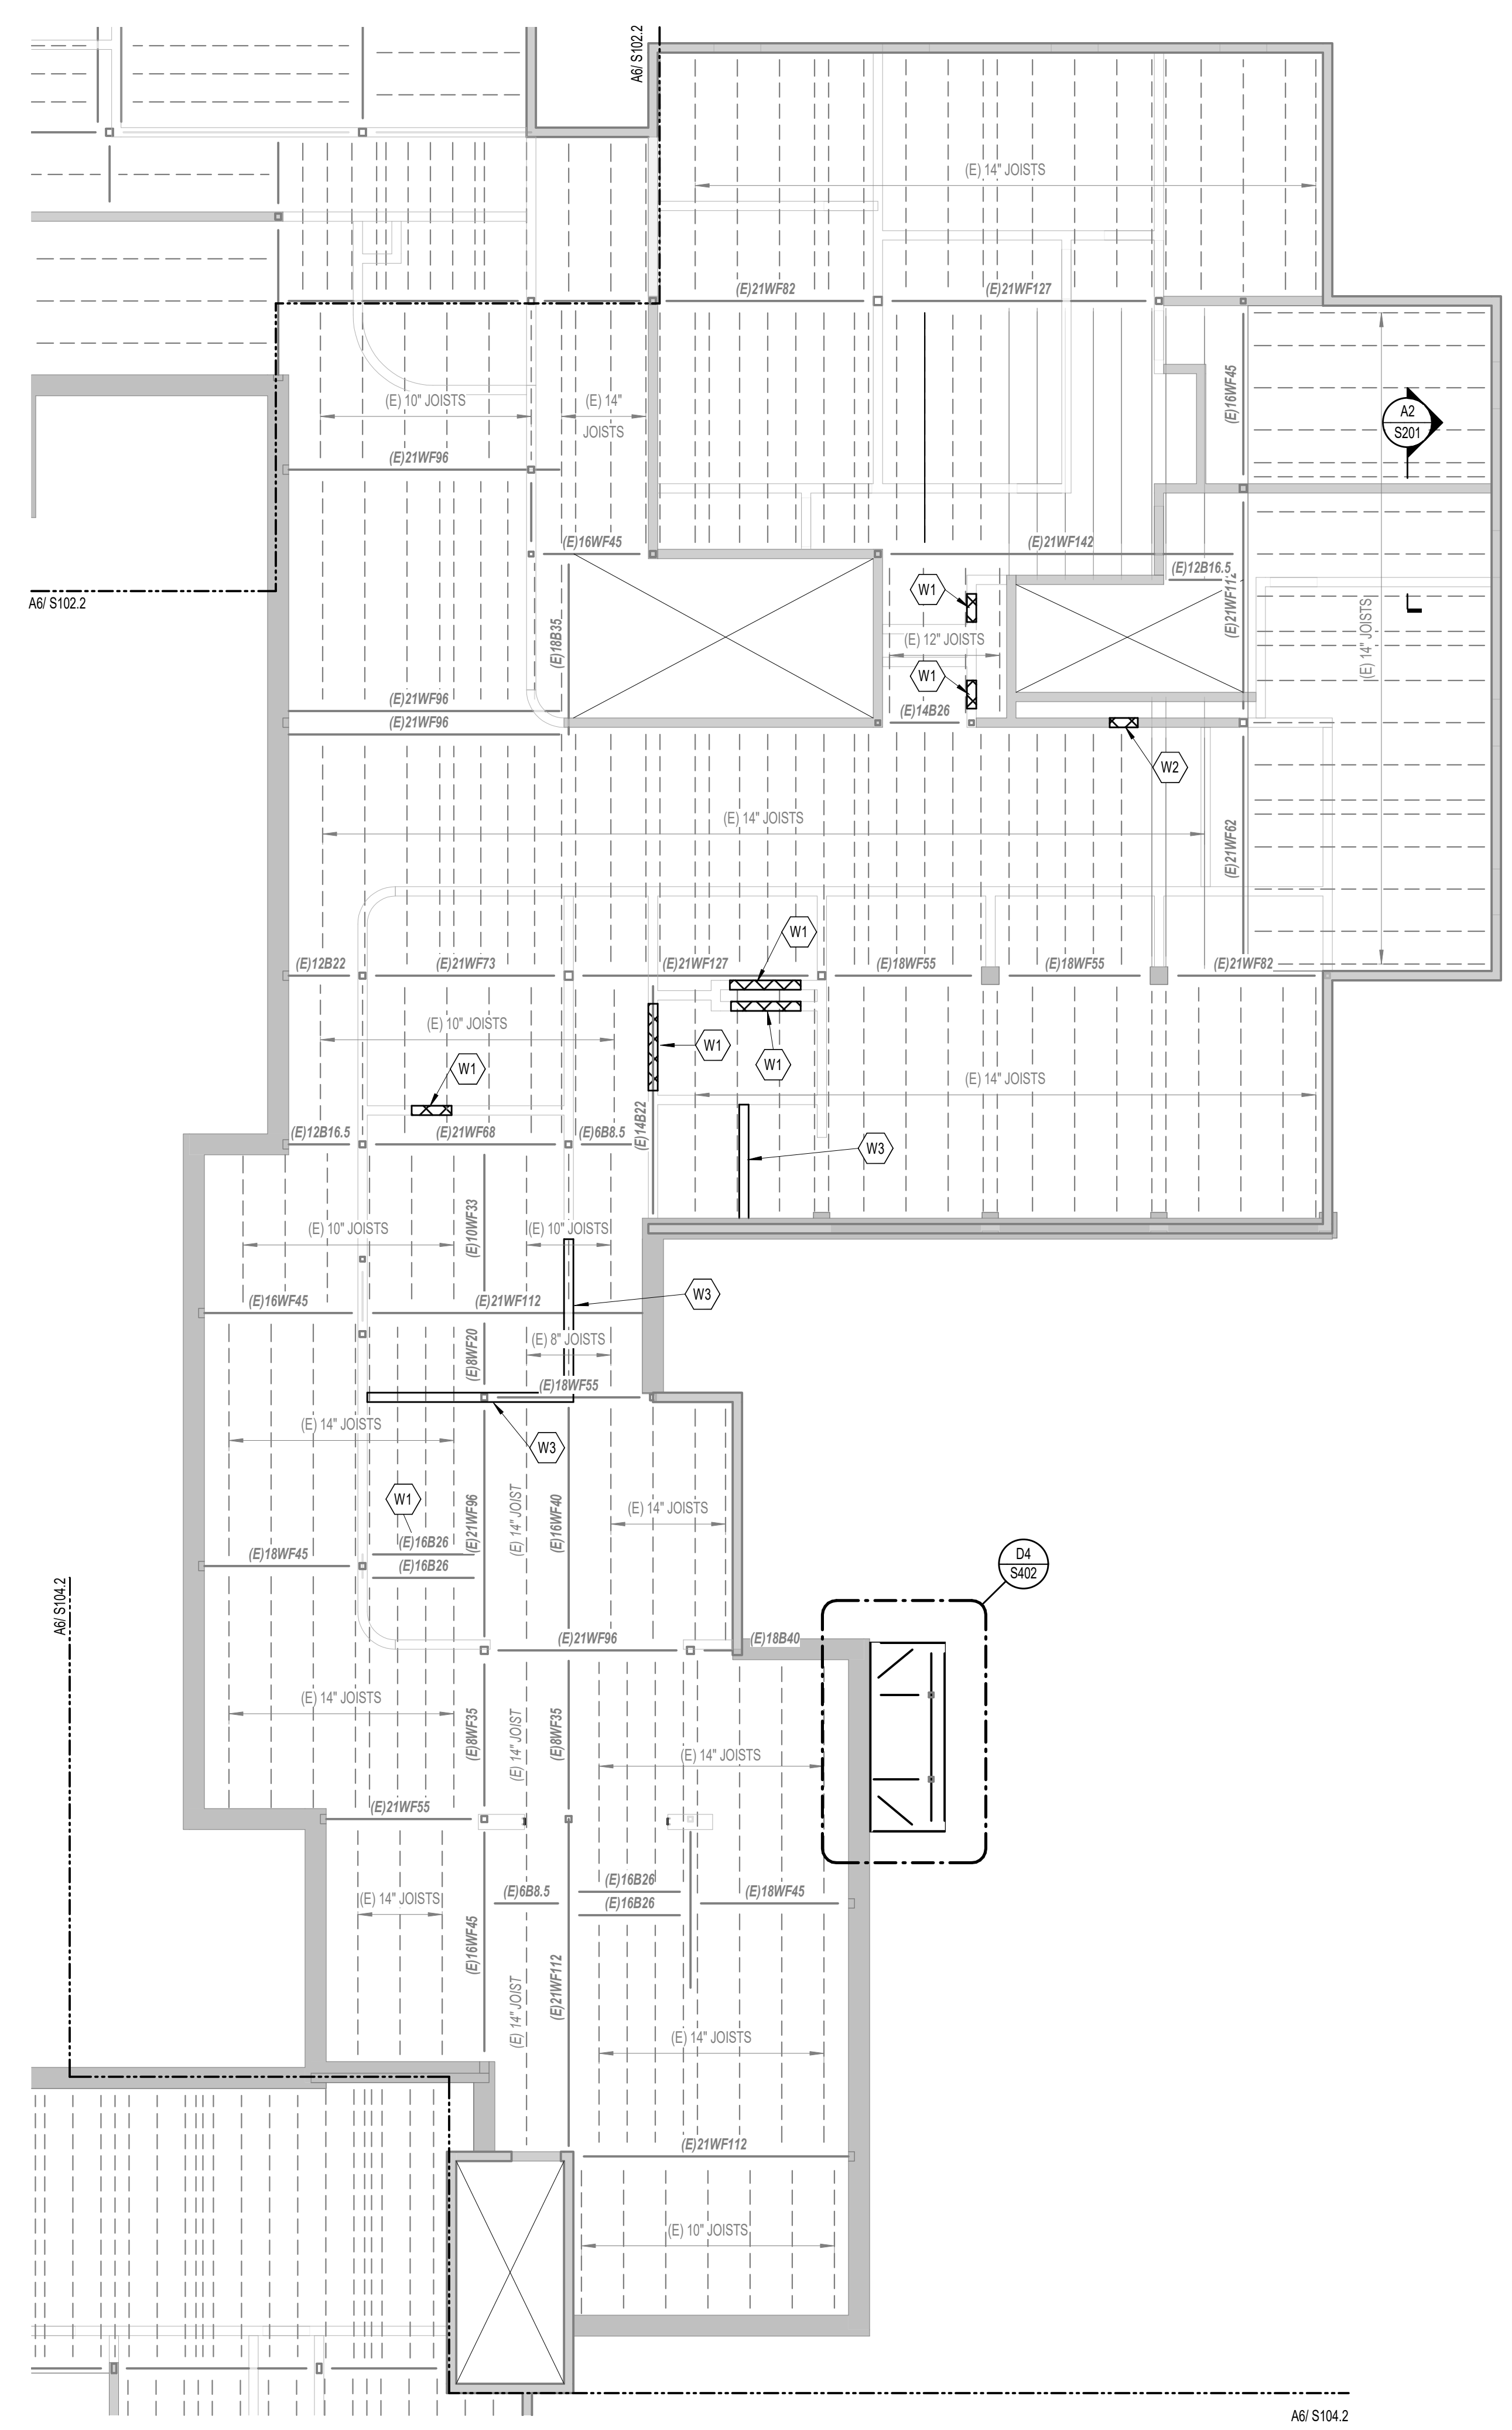 A6/ S102.2
(E) 14" JOISTS
(E)21WF82
(E)21WF127
(E)16WF45
(E) 10" JOISTS
(E) 14"
JOISTS
A2
S201
(E)21WF96
(E)16WF45
(E)21WF142
(E)12B16.5
(E)21WF112
A6/ S102.2
W1
(E) 12" JOISTS
(E)18B35
(E) 14" JOISTS
W1
(E)21WF96
(E)21WF96
(E)14B26
W2
(E) 14" JOISTS
(E)21WF62
W1
(E)12B22
(E)21WF73
(E)21WF127
(E)18WF55
(E)18WF55
(E)21WF82
(E) 10" JOISTS
W1
W1
W1
(E) 14" JOISTS
(E)12B16.5
(E)21WF68
(E)6B8.5
(E)14B22
W3
(E) 10" JOISTS
(E)10WF33
(E) 10" JOISTS
W3
(E)16WF45
(E)21WF112
(E)8WF20
(E) 8" JOISTS
(E)18WF55
(E) 14" JOISTS
W3
W1
(E)21WF96
(E) 14" JOIST
(E)16WF40
(E) 14" JOISTS
(E)16B26
(E)18WF45
(E)16B26
D4
S402
A6/ S104.2
(E)21WF96
(E)18B40
(E) 14" JOISTS
(E)8WF35
(E) 14" JOIST
(E)8WF35
(E) 14" JOISTS
(E)21WF55
(E)16B26
(E) 14" JOISTS
(E)6B8.5
(E)16B26
(E)18WF45
(E)16WF45
(E) 14" JOIST
(E)21WF112
(E) 14" JOISTS
(E)21WF112
(E) 10" JOISTS
A6/ S104.2